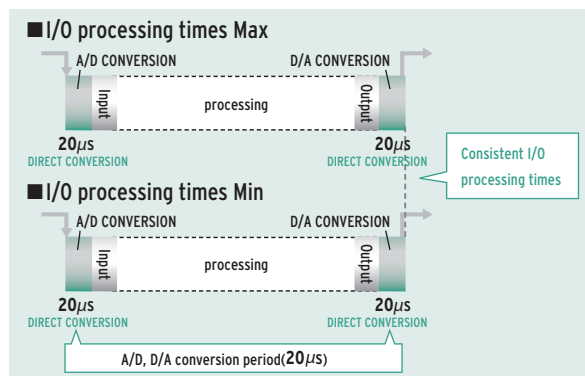 ■I/O processing times Max
A/D CONVERSION
D/A CONVERSION
Input
processing
Output
20μs
20μs
DIRECT CONVERSION
DIRECT CONVERSION
Consistent I/O
processing times
■I/O processing times Min
A/D CONVERSION
D/A CONVERSION
Input
processing
Output
20μs
20μs
DIRECT CONVERSION
DIRECT CONVERSION
A/D, D/A conversion period(20μs)